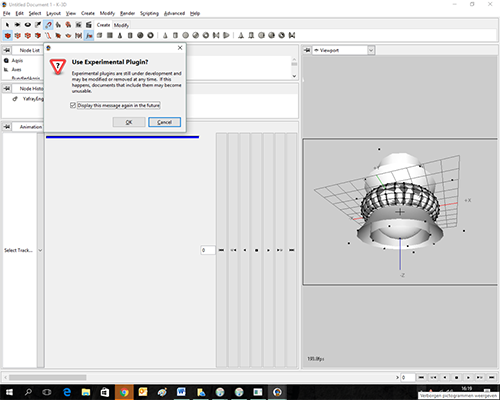 Untitled Document 1 - K-3D
File Edit Select Layout View Create Modify Render Scripting Advanced Help
Create Modify
Node List
Viewport
Aqsis
Axes
Node Histo
Use Experimental Plugin?
Experimental plugins are still under development and
may be modified or removed at any time. If this
happens, documents that include them may become
unusable.
Display this message again in the future
OK Cancel
Animation
Select Track...
0
+X
-Z
195.8fps
0
16:19
Verborgen pictogrammen weergeven